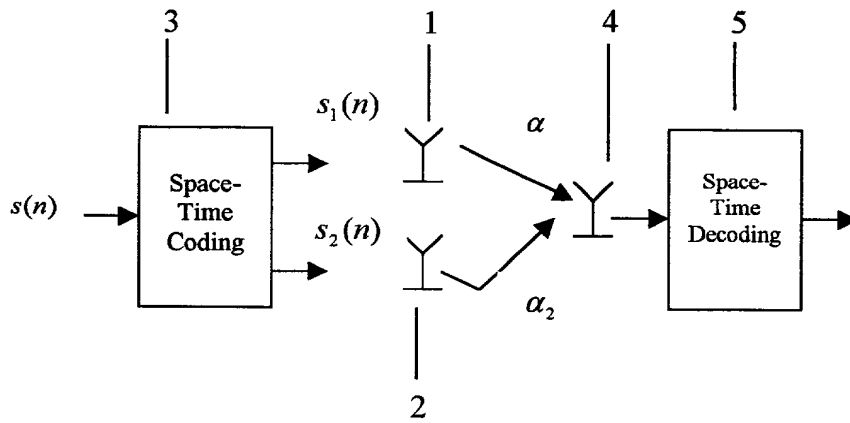 3
1
4
5
s₁(n)
α
Space-
Time
Coding
Space-
Time
Decoding
s(n)
s₂(n)
α₂
2